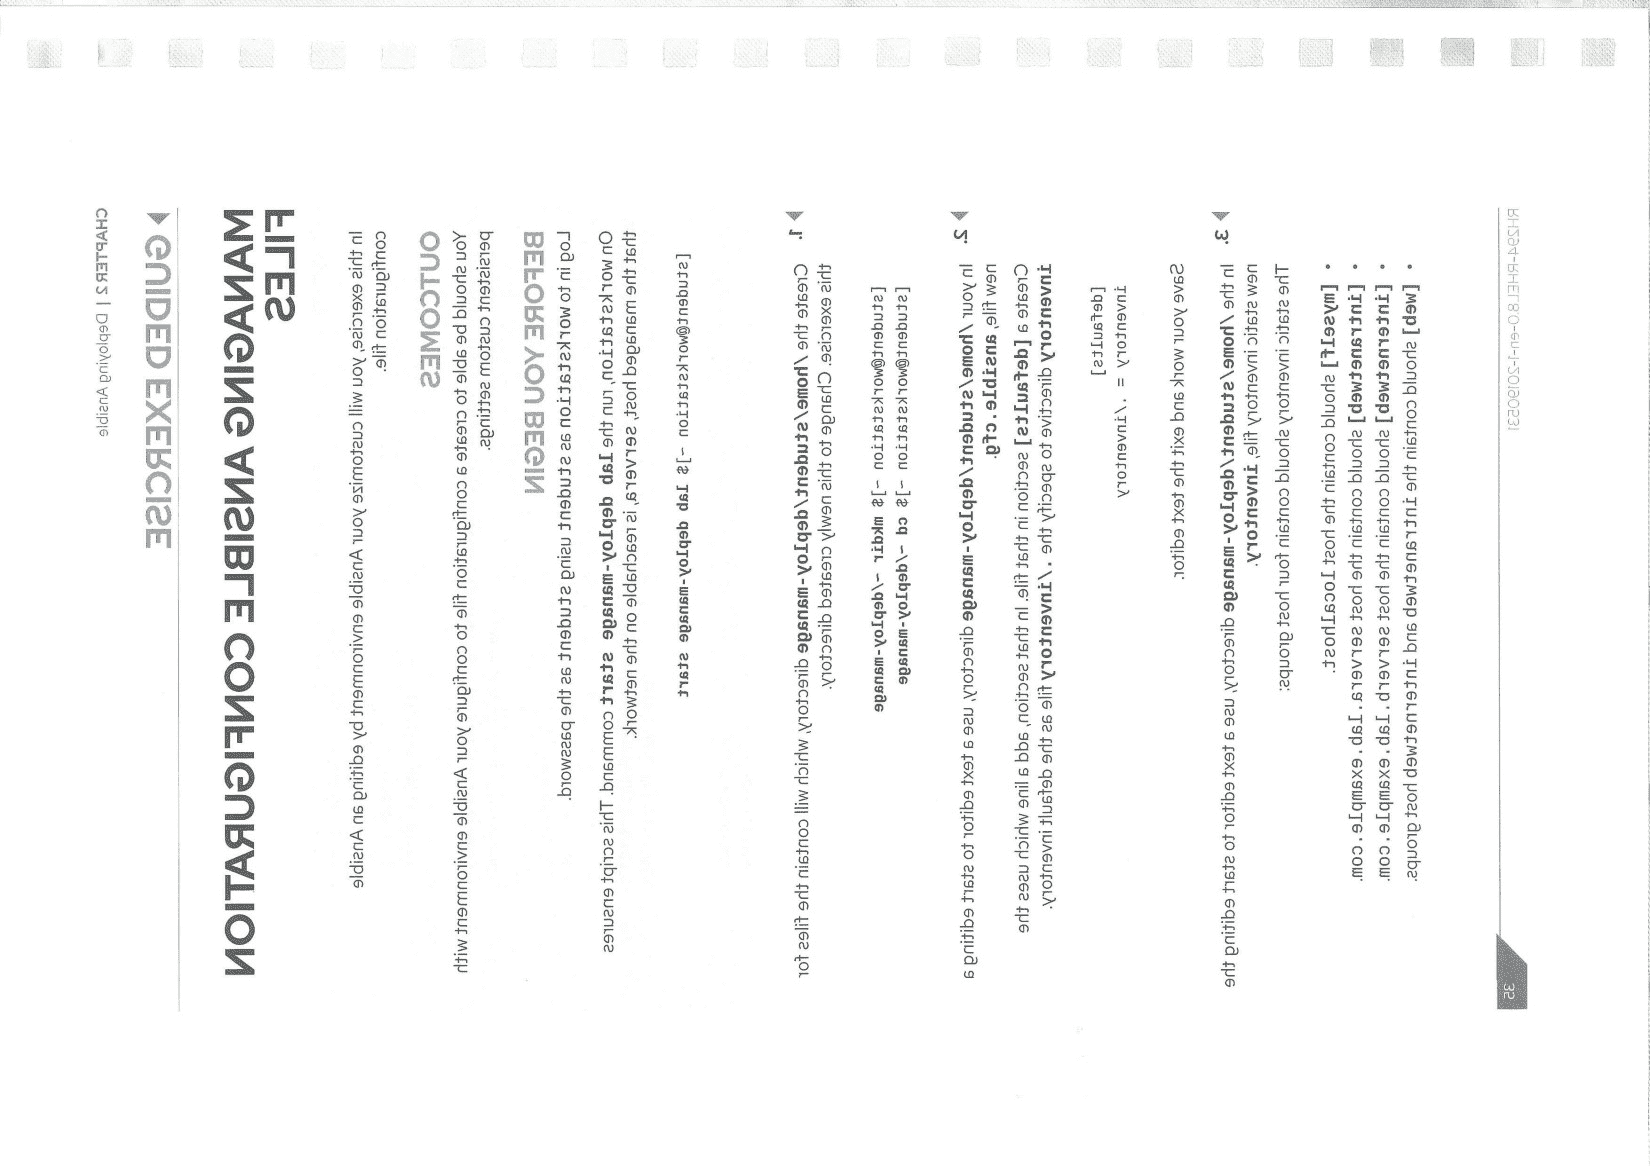 CHAPTER 2 | Deploying Ansible
GUIDED EXERCISE
MANAGING ANSIBLE CONFIGURATION
FILES
In this exercise, you will customize your Ansible environment by editing an Ansible
configuration file.
OUTCOMES
You should be able to create a configuration file to configure your Ansible environment with
persistent custom settings.
BEFORE YOU BEGIN
Log in to workstation as student using student as the password.
On workstation, run the lab deploy-manage start command. This script ensures
that the managed host, servera, is reachable on the network.
[student@workstation ~]$ lab deploy-manage start
1. Create the /home/student/deploy-manage directory, which will contain the files for
this exercise. Change to this newly created directory.
[student@workstation ~]$ mkdir ~/deploy-manage
[student@workstation ~]$ cd ~/deploy-manage
2. In your /home/student/deploy-manage directory, use a text editor to start editing a
new file, ansible.cfg.
Create a [defaults] section in that file. In that section, add a line which uses the
inventory directive to specify the ./inventory file as the default inventory.
[defaults]
inventory = ./inventory
Save your work and exit the text editor.
3. In the /home/student/deploy-manage directory, use a text editor to start editing the
new static inventory file, inventory.
The static inventory should contain four host groups:
• [myself] should contain the host localhost.
• [intranetweb] should contain the host servera.lab.example.com.
• [internetweb] should contain the host serverb.lab.example.com.
• [web] should contain the intranetweb and internetweb host groups.
RH294-RHEL8.0-en-1-20190531
35